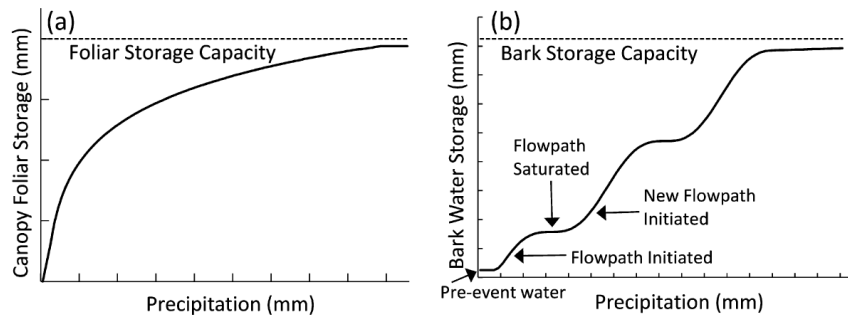 (a)
Foliar Storage Capacity
Canopy Foliar Storage (mm)
Precipitation (mm)
(b)
Bark Storage Capacity
Bark Water Storage (mm)
Flowpath
Saturated
New Flowpath
Initiated
Flowpath Initiated
Pre-event water
Precipitation (mm)